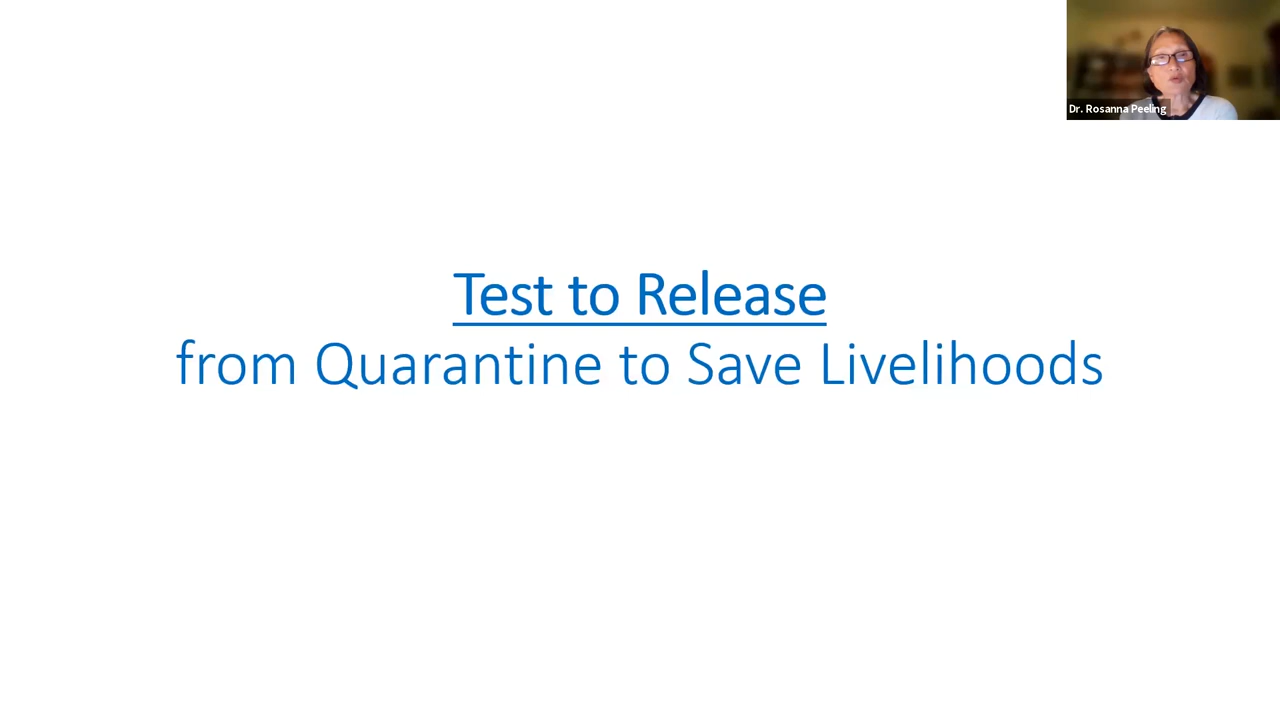 Dr. Rosanna Peeling
Test to Release
from Quarantine to Save Livelihoods